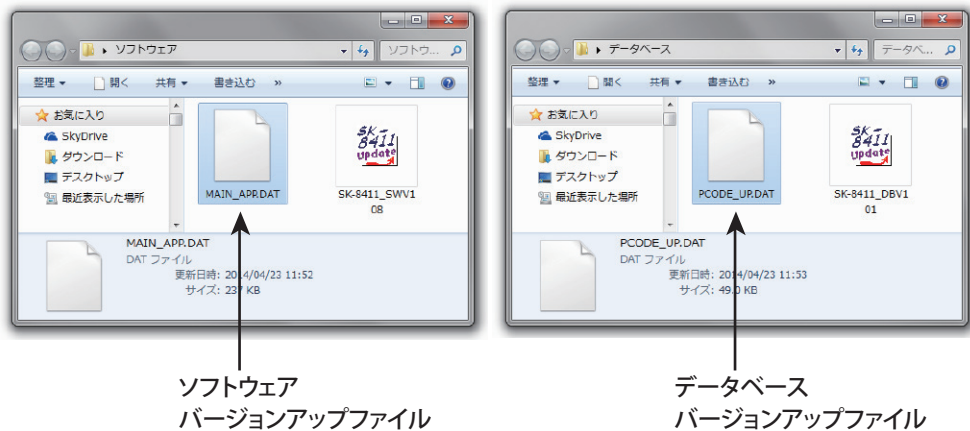 ソフトウェア
ソフトウ...
整理 開く 共有 書き込む »
お気に入り
SkyDrive
ダウンロード
デスクトップ
最近表示した場所
MAIN_APP.DAT
SK-8411 update
SK-8411_SWV1
08
MAIN_APP.DAT
DAT ファイル
更新日時: 2014/04/23 11:52
サイズ: 237 KB
ソフトウェア
バージョンアップファイル
データベース
データベ...
整理 開く 共有 書き込む »
お気に入り
SkyDrive
ダウンロード
デスクトップ
最近表示した場所
PCODE_UP.DAT
SK-8411 update
SK-8411_DBV1
01
PCODE_UP.DAT
DAT ファイル
更新日時: 2014/04/23 11:53
サイズ: 49.0 KB
データベース
バージョンアップファイル